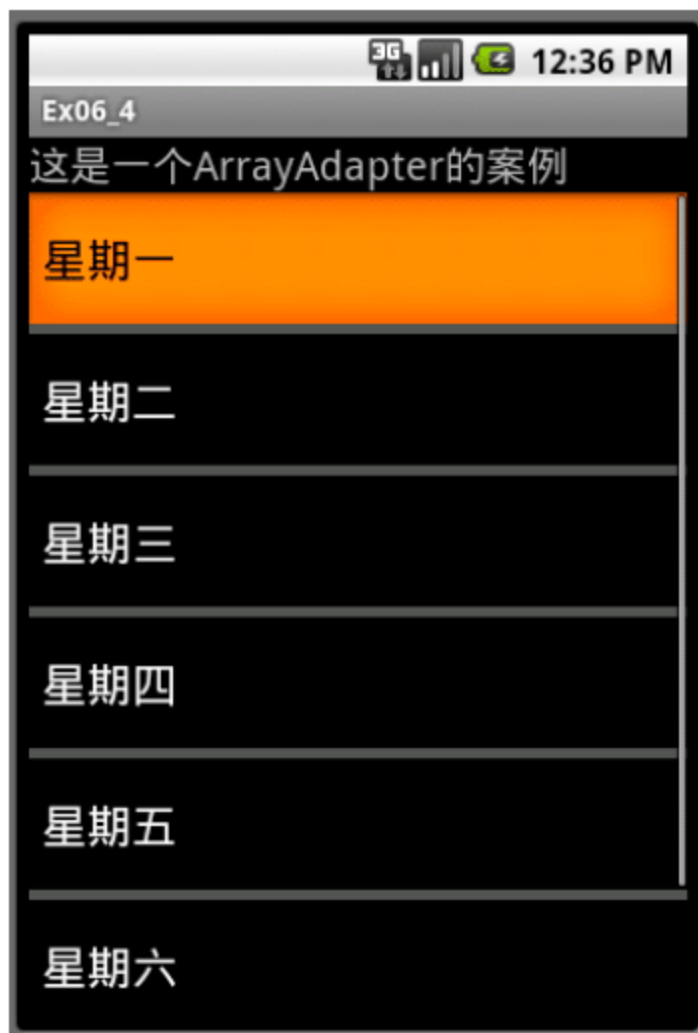 3G 12:36 PM
Ex06_4
这是一个ArrayAdapter的案例
星期一
星期二
星期三
星期四
星期五
星期六